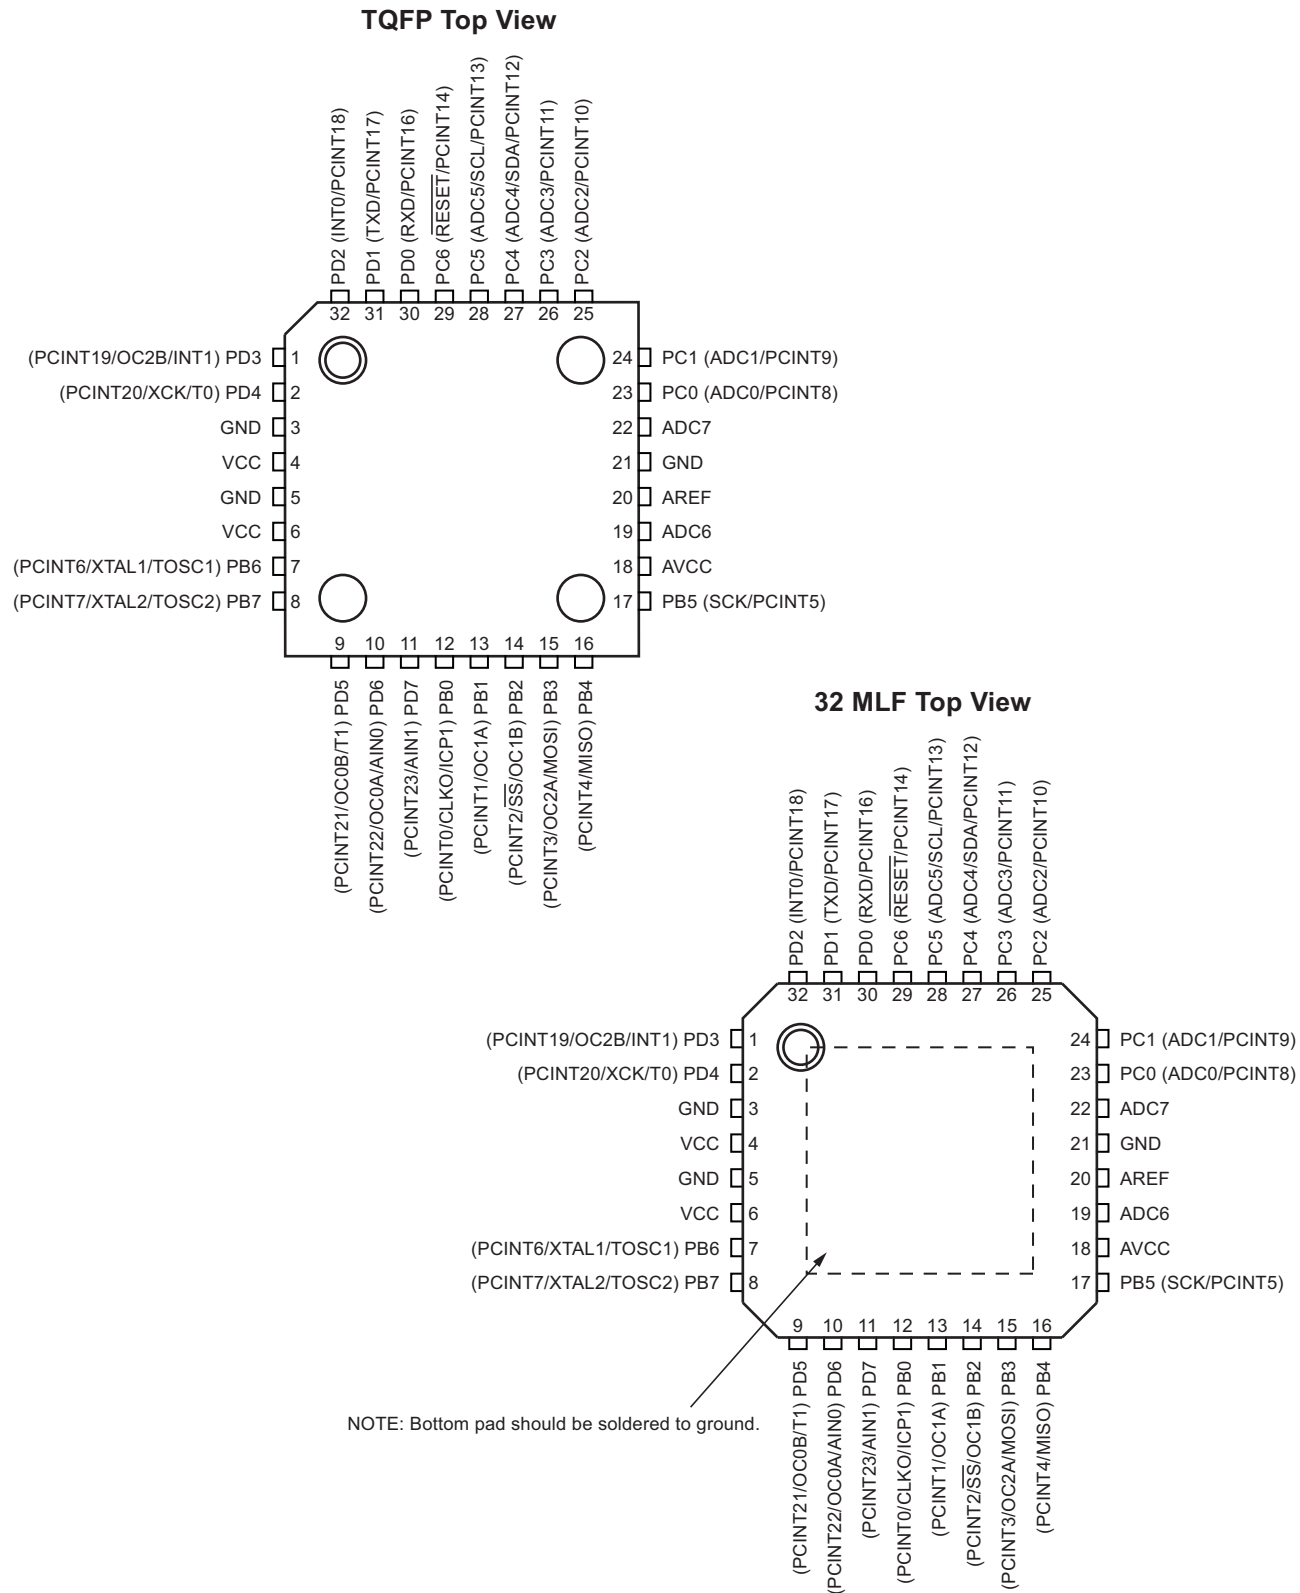 TQFP Top View
PD2 (INT0/PCINT18)
PD1 (TXD/PCINT17)
PD0 (RXD/PCINT16)
PC6 (RESET/PCINT14)
PC5 (ADC5/SCL/PCINT13)
PC4 (ADC4/SDA/PCINT12)
PC3 (ADC3/PCINT11)
PC2 (ADC2/PCINT10)
32 31 30 29 28 27 26 25
(PCINT19/OC2B/INT1) PD3 1
24 PC1 (ADC1/PCINT9)
(PCINT20/XCK/T0) PD4 2
23 PC0 (ADC0/PCINT8)
GND 3
22 ADC7
VCC 4
21 GND
GND 5
20 AREF
VCC 6
19 ADC6
(PCINT6/XTAL1/TOSC1) PB6 7
18 AVCC
(PCINT7/XTAL2/TOSC2) PB7 8
17 PB5 (SCK/PCINT5)
9 10 11 12 13 14 15 16
(PCINT21/OC0B/T1) PD5
(PCINT22/OC0A/AIN0) PD6
(PCINT23/AIN1) PD7
(PCINT0/CLKO/ICP1) PB0
(PCINT1/OC1A) PB1
(PCINT2/SS/OC1B) PB2
(PCINT3/OC2A/MOSI) PB3
(PCINT4/MISO) PB4
32 MLF Top View
PD2 (INT0/PCINT18)
PD1 (TXD/PCINT17)
PD0 (RXD/PCINT16)
PC6 (RESET/PCINT14)
PC5 (ADC5/SCL/PCINT13)
PC4 (ADC4/SDA/PCINT12)
PC3 (ADC3/PCINT11)
PC2 (ADC2/PCINT10)
32 31 30 29 28 27 26 25
(PCINT19/OC2B/INT1) PD3 1
24 PC1 (ADC1/PCINT9)
(PCINT20/XCK/T0) PD4 2
23 PC0 (ADC0/PCINT8)
GND 3
22 ADC7
VCC 4
21 GND
GND 5
20 AREF
VCC 6
19 ADC6
(PCINT6/XTAL1/TOSC1) PB6 7
18 AVCC
(PCINT7/XTAL2/TOSC2) PB7 8
17 PB5 (SCK/PCINT5)
9 10 11 12 13 14 15 16
(PCINT21/OC0B/T1) PD5
(PCINT22/OC0A/AIN0) PD6
(PCINT23/AIN1) PD7
(PCINT0/CLKO/ICP1) PB0
(PCINT1/OC1A) PB1
(PCINT2/SS/OC1B) PB2
(PCINT3/OC2A/MOSI) PB3
(PCINT4/MISO) PB4
NOTE: Bottom pad should be soldered to ground.